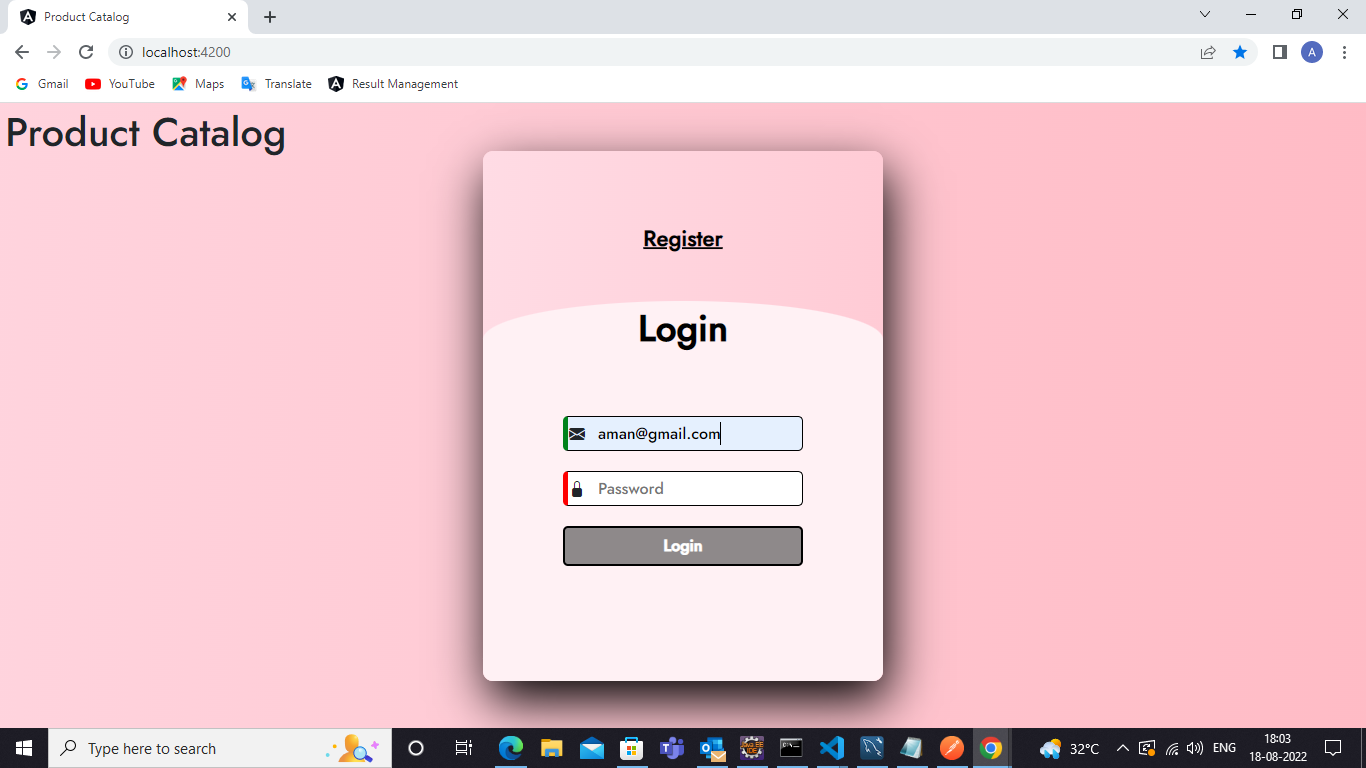 Product Catalog
localhost:4200
A
Gmail
YouTube
Maps
Translate
Result Management
Product Catalog
Register
Login
aman@gmail.com
Password
Login
Type here to search
32°C
ENG
18:03
18-08-2022